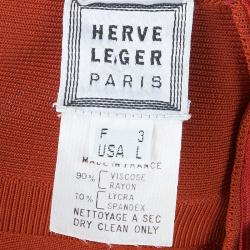 HERVE
LEGER
PARIS
F 3
USA L
MADE IN FRANCE
90% VISCOSE
RAYON
10% LYCRA
SPANDEX
NETTOYAGE A SEC
DRY CLEAN ONLY